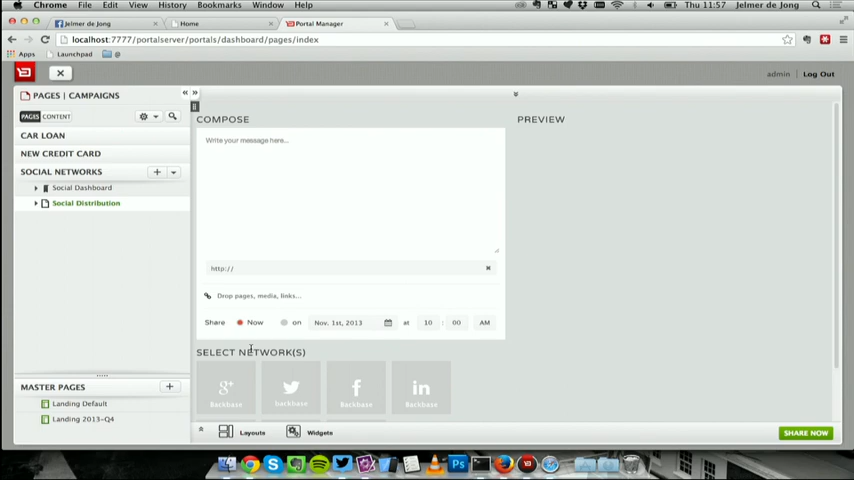 Chrome File Edit View History Bookmarks Window Help Thu 11:57 Jelmer de Jong
Jelmer de Jong Home Portal Manager
localhost:7777/portalserver/portals/dashboard/pages/index
Apps Launchpad @
admin Log Out
PAGES | CAMPAIGNS
PAGES CONTENT
CAR LOAN
NEW CREDIT CARD
SOCIAL NETWORKS
Social Dashboard
Social Distribution
MASTER PAGES
Landing Default
Landing 2013-Q4
COMPOSE
Write your message here...
http://
Drop pages, media, links...
Share Now on Nov. 1st, 2013 at 10 : 00 AM
SELECT NETWORK(S)
g+ f in
Backbase backbase Backbase Backbase
PREVIEW
Layouts Widgets
SHARE NOW